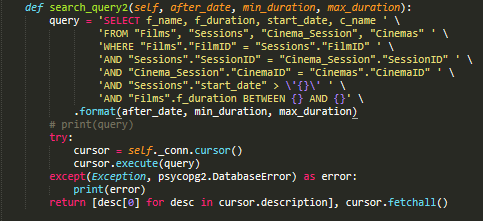 def search_query2(self, after_date, min_duration, max_duration):
query = 'SELECT f_name, f_duration, start_date, c_name ' \
'FROM "Films", "Sessions", "Cinema_Session", "Cinemas" ' \
'WHERE "Films"."FilmID" = "Sessions"."FilmID" ' \
'AND "Sessions"."SessionID" = "Cinema_Session"."SessionID" ' \
'AND "Cinema_Session"."CinemaID" = "Cinemas"."CinemaID" ' \
'AND "Sessions"."start_date" > \'{}\' ' \
'AND "Films".f_duration BETWEEN {} AND {}' \
.format(after_date, min_duration, max_duration)
# print(query)
try:
cursor = self._conn.cursor()
cursor.execute(query)
except(Exception, psycopg2.DatabaseError) as error:
print(error)
return [desc[0] for desc in cursor.description], cursor.fetchall()